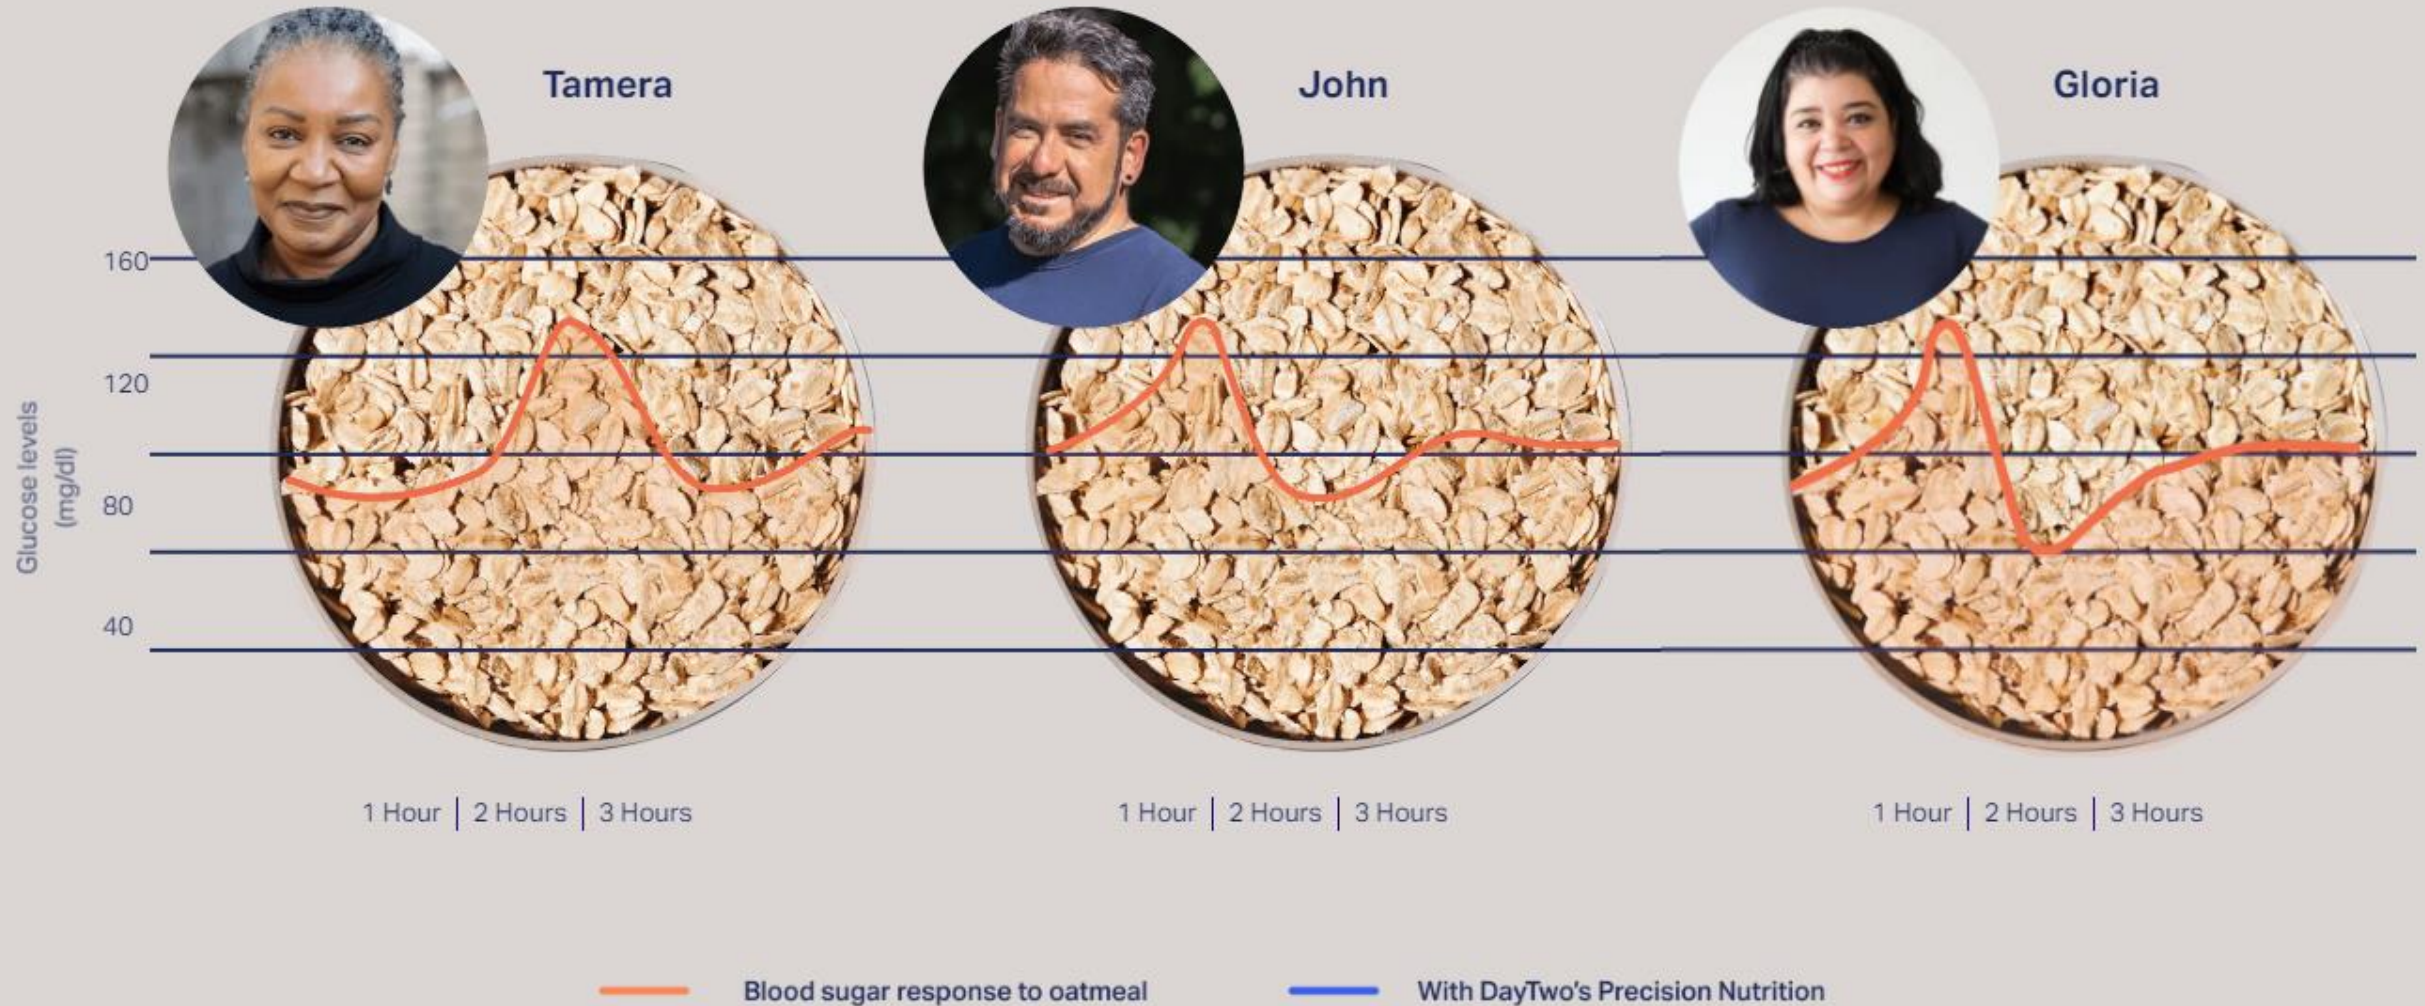 Tamera
John
Gloria
160
120
80
40
Glucose levels
(mg/dl)
1 Hour | 2 Hours | 3 Hours
1 Hour | 2 Hours | 3 Hours
1 Hour | 2 Hours | 3 Hours
Blood sugar response to oatmeal
With DayTwo's Precision Nutrition